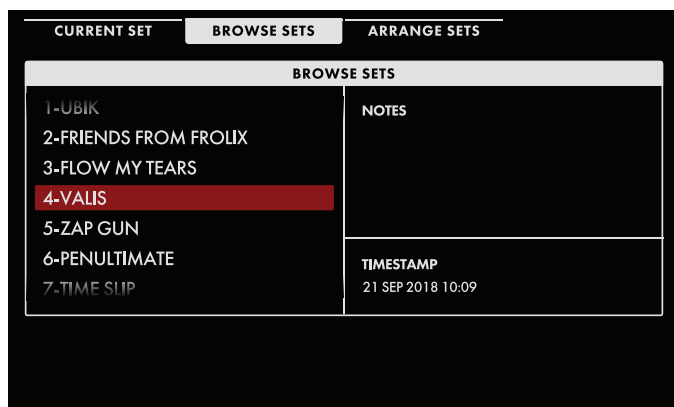 CURRENT SET
BROWSE SETS
ARRANGE SETS
BROWSE SETS
1-UBIK
2-FRIENDS FROM FROLIX
3-FLOW MY TEARS
4-VALIS
5-ZAP GUN
6-PENULTIMATE
7-TIME SLIP
NOTES
TIMESTAMP
21 SEP 2018 10:09